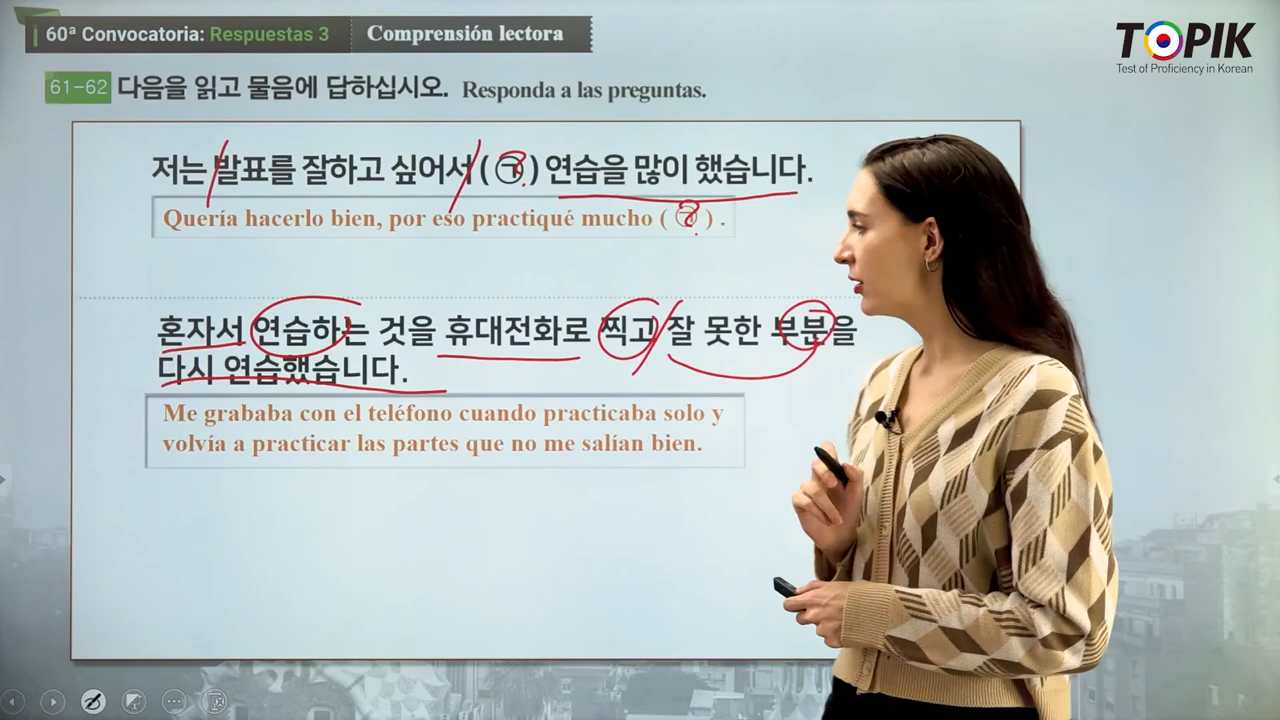 60ª Convocatoria: Respuestas 3
Comprensión lectora
TOPIK
Test of Proficiency in Korean
61-62 다음을 읽고 물음에 답하십시오. Responda a las preguntas.
저는 발표를 잘하고 싶어서 (㉠) 연습을 많이 했습니다.
Quería hacerlo bien, por eso practiqué mucho (㉠) .
혼자서 연습하는 것을 휴대전화로 찍고 잘 못한 부분을
다시 연습했습니다.
Me grababa con el teléfono cuando practicaba solo y
volvía a practicar las partes que no me salían bien.